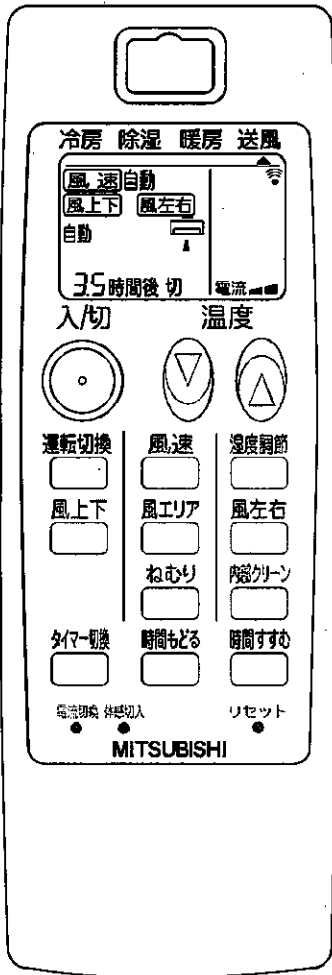 冷房 除湿 暖房 送風
風速 自動
風上下 風左右
自動
3.5時間後 切 電流
入/切 温度
運転切換 風速 湿度調節
風上下 風エリア 風左右
ねむり 内部クリーン
タイマー切換 時間もどる 時間すすむ
電流切換 体感切入 リセット
MITSUBISHI